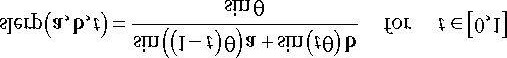 slerp(a,b,t) = (sin((1−t)θ)a + sin(tθ)b) / (sin θ) for t ∈ [0,1]